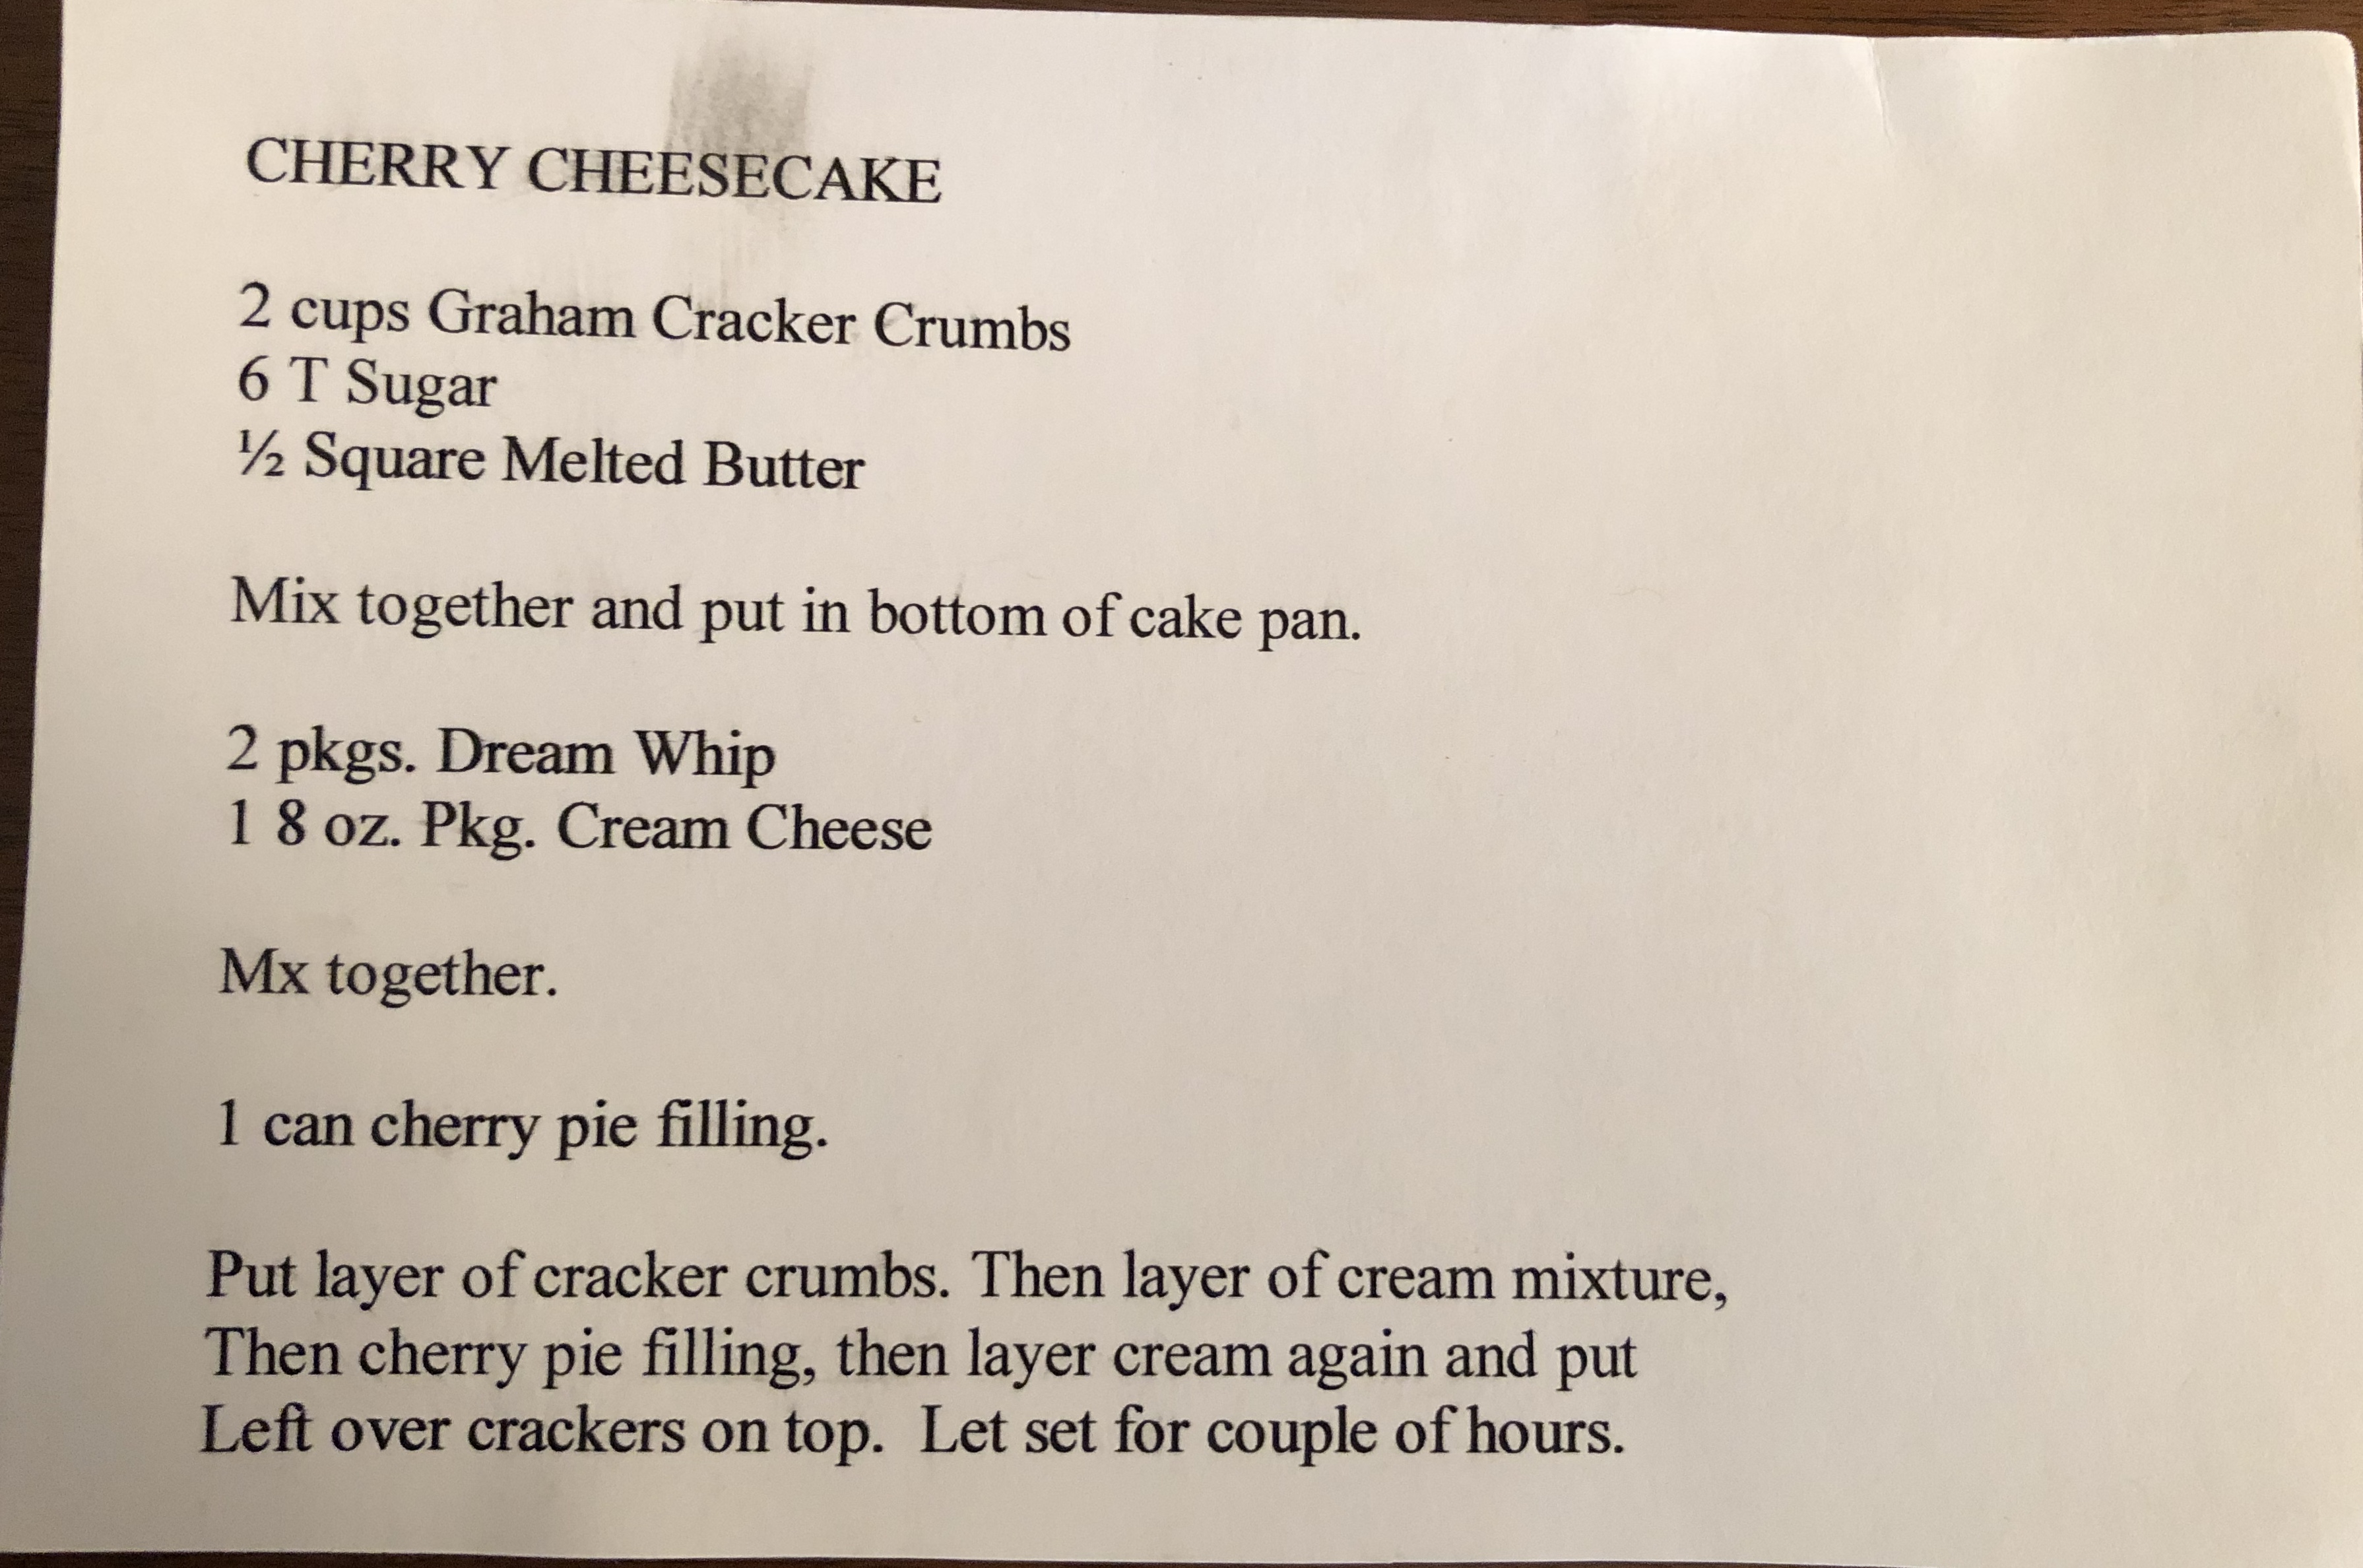 CHERRY CHEESECAKE
2 cups Graham Cracker Crumbs
6 T Sugar
½ Square Melted Butter
Mix together and put in bottom of cake pan.
2 pkgs. Dream Whip
1 8 oz. Pkg. Cream Cheese
Mx together.
1 can cherry pie filling.
Put layer of cracker crumbs. Then layer of cream mixture,
Then cherry pie filling, then layer cream again and put
Left over crackers on top. Let set for couple of hours.